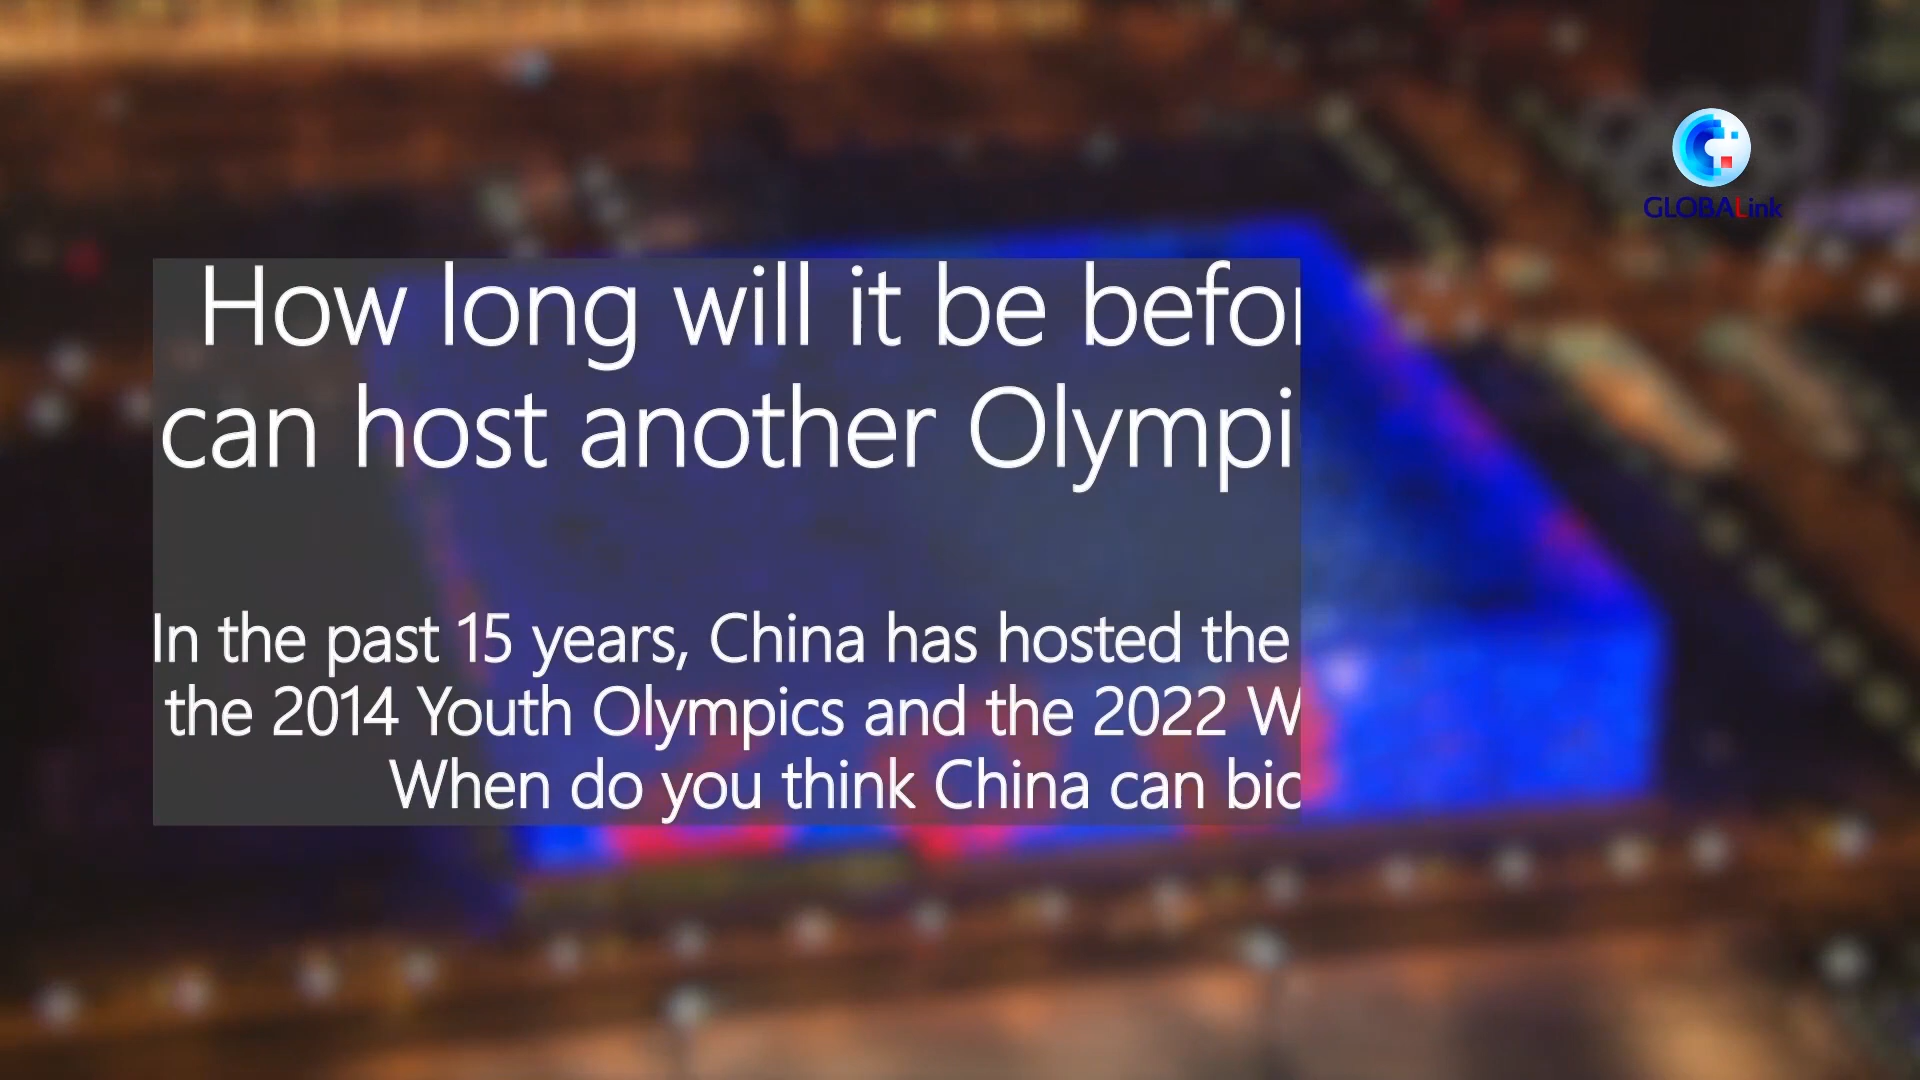 GLOBALink
How long will it be befor
can host another Olympi
In the past 15 years, China has hosted the
the 2014 Youth Olympics and the 2022 W
When do you think China can bid